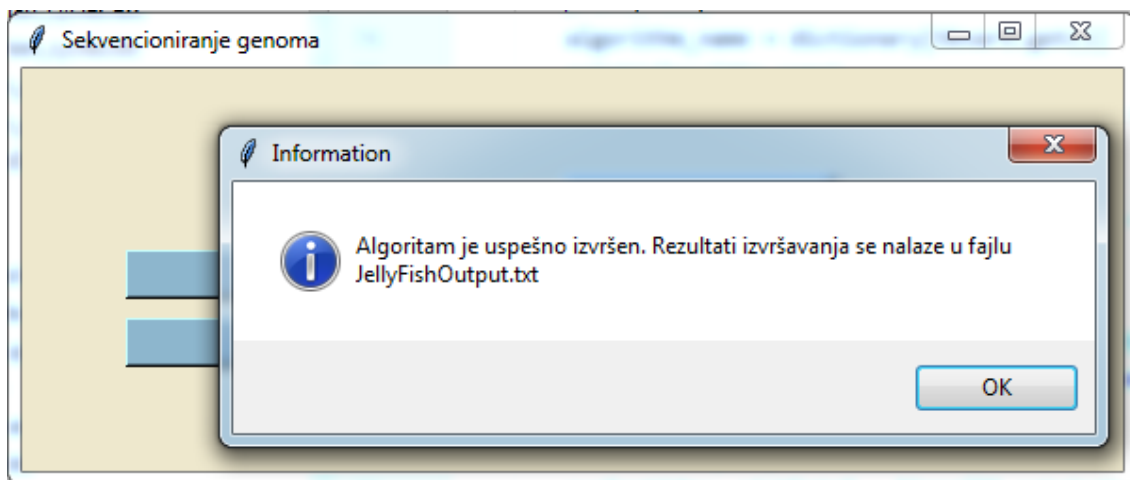 Sekvencioniranje genoma
Information
Algoritam je uspešno izvršen. Rezultati izvršavanja se nalaze u fajlu
JellyFishOutput.txt
OK